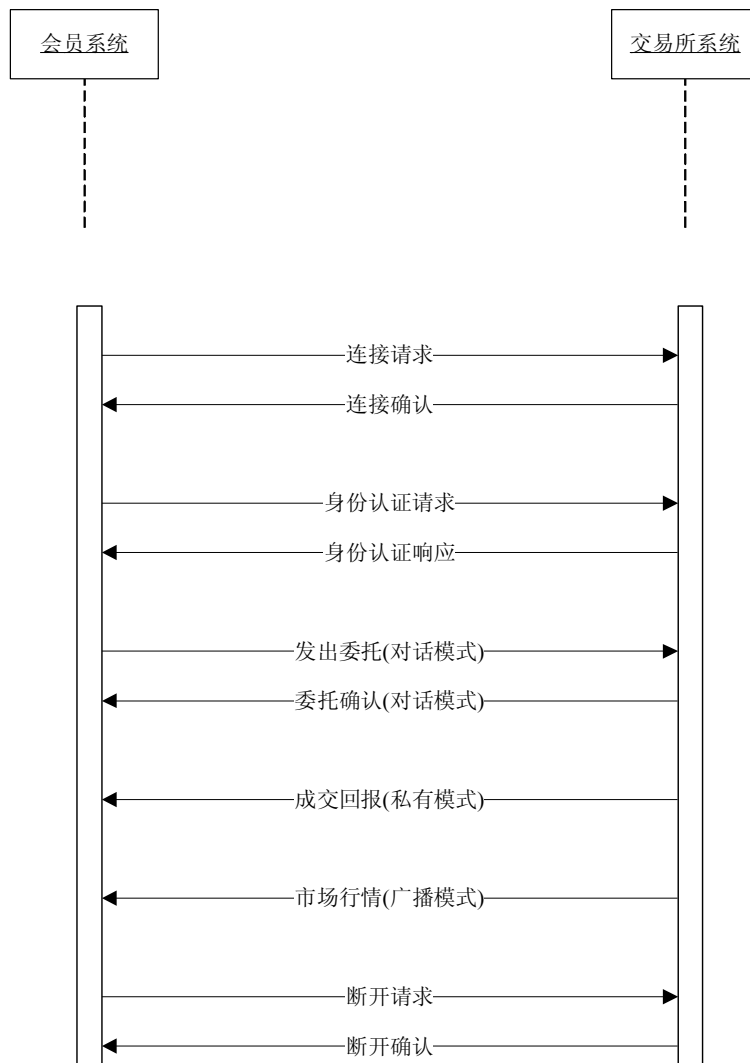 会员系统
交易所系统
连接请求
连接确认
身份认证请求
身份认证响应
发出委托(对话模式)
委托确认(对话模式)
成交回报(私有模式)
市场行情(广播模式)
断开请求
断开确认